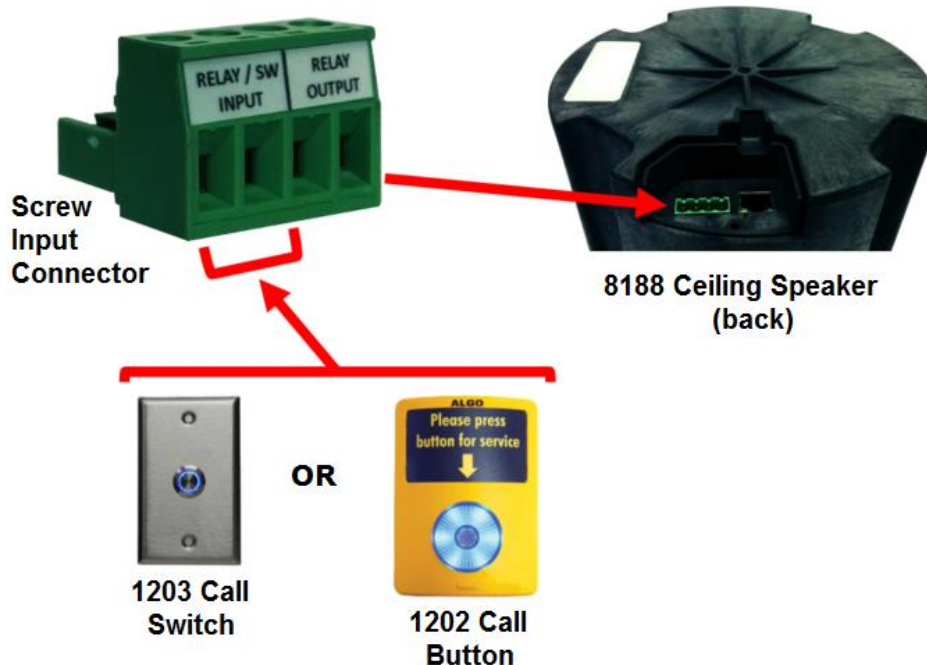 RELAY / SW
INPUT
RELAY
OUTPUT
Screw
Input
Connector
8188 Ceiling Speaker
(back)
ALGO
Please press
button for service
OR
1203 Call
Switch
1202 Call
Button